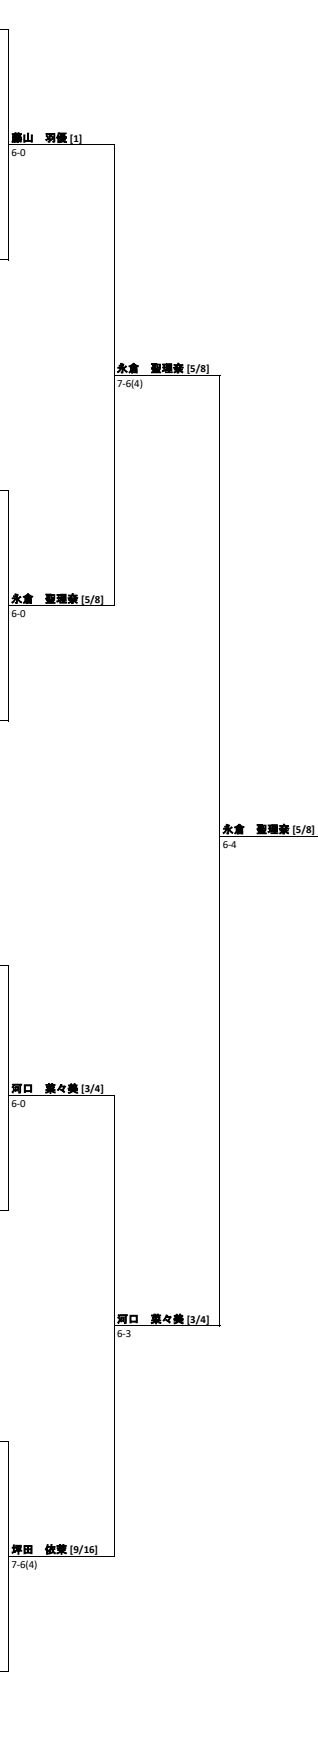 藤山　羽優 [1]
6-0
永倉　聖理奈 [5/8]
7-6(4)
永倉　聖理奈 [5/8]
6-0
永倉　聖理奈 [5/8]
6-4
河口　菜々美 [3/4]
6-0
河口　菜々美 [3/4]
6-3
坪田　依茉 [9/16]
7-6(4)